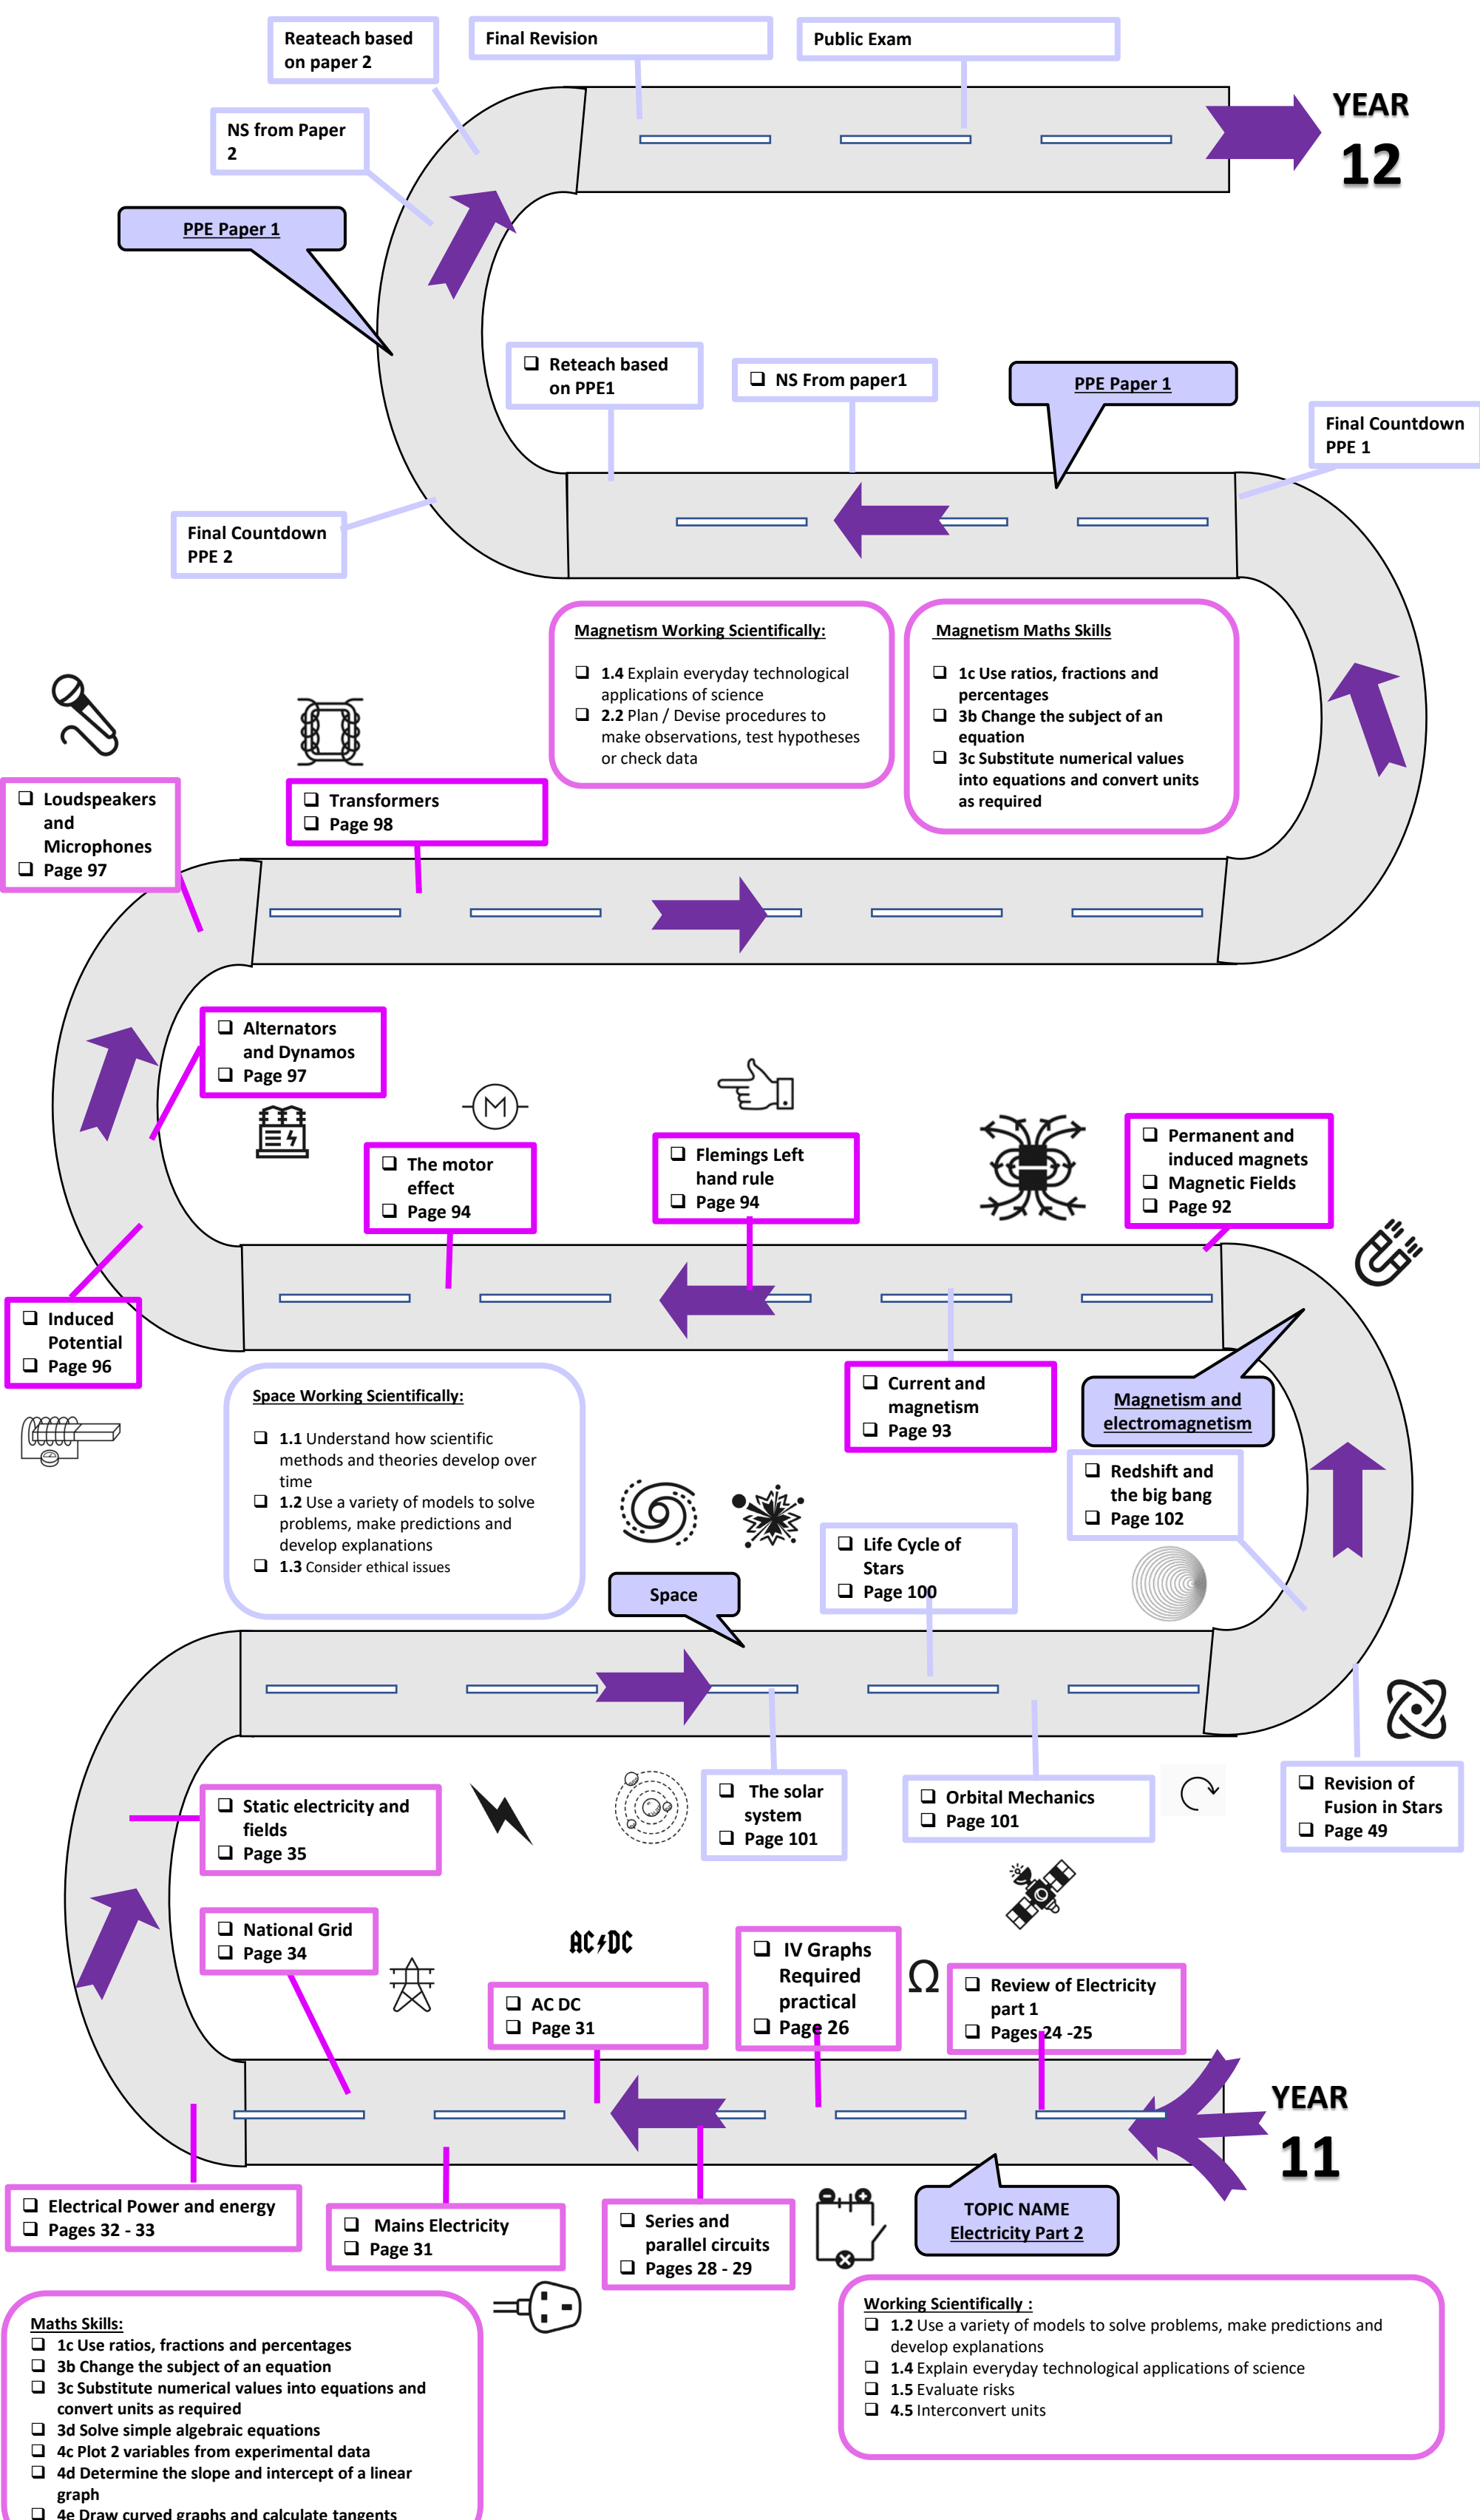 Reateach based
on paper 2
Final Revision
Public Exam
YEAR
12
NS from Paper
2
PPE Paper 1
❑ Reteach based
on PPE1
❑ NS From paper1
PPE Paper 1
Final Countdown
PPE 1
Final Countdown
PPE 2
Magnetism Working Scientifically:
❑ 1.4 Explain everyday technological
applications of science
❑ 2.2 Plan / Devise procedures to
make observations, test hypotheses
or check data
Magnetism Maths Skills
❑ 1c Use ratios, fractions and
percentages
❑ 3b Change the subject of an
equation
❑ 3c Substitute numerical values
into equations and convert units
as required
❑ Loudspeakers
and
Microphones
❑ Page 97
❑ Transformers
❑ Page 98
❑ Alternators
and Dynamos
❑ Page 97
M
❑ The motor
effect
❑ Page 94
❑ Flemings Left
hand rule
❑ Page 94
❑ Permanent and
induced magnets
❑ Magnetic Fields
❑ Page 92
❑ Induced
Potential
❑ Page 96
❑ Current and
magnetism
❑ Page 93
Magnetism and
electromagnetism
Space Working Scientifically:
❑ 1.1 Understand how scientific
methods and theories develop over
time
❑ 1.2 Use a variety of models to solve
problems, make predictions and
develop explanations
❑ 1.3 Consider ethical issues
❑ Redshift and
the big bang
❑ Page 102
❑ Life Cycle of
Stars
❑ Page 100
Space
❑ Static electricity and
fields
❑ Page 35
❑ The solar
system
❑ Page 101
❑ Orbital Mechanics
❑ Page 101
❑ Revision of
Fusion in Stars
❑ Page 49
❑ National Grid
❑ Page 34
AC⚡DC
❑ AC DC
❑ Page 31
❑ IV Graphs
Required
practical
❑ Page 26
Ω
❑ Review of Electricity
part 1
❑ Pages 24 -25
YEAR
11
❑ Electrical Power and energy
❑ Pages 32 - 33
❑ Mains Electricity
❑ Page 31
❑ Series and
parallel circuits
❑ Pages 28 - 29
TOPIC NAME
Electricity Part 2
Maths Skills:
❑ 1c Use ratios, fractions and percentages
❑ 3b Change the subject of an equation
❑ 3c Substitute numerical values into equations and
convert units as required
❑ 3d Solve simple algebraic equations
❑ 4c Plot 2 variables from experimental data
❑ 4d Determine the slope and intercept of a linear
graph
❑ 4e Draw curved graphs and calculate tangents
Working Scientifically :
❑ 1.2 Use a variety of models to solve problems, make predictions and
develop explanations
❑ 1.4 Explain everyday technological applications of science
❑ 1.5 Evaluate risks
❑ 4.5 Interconvert units